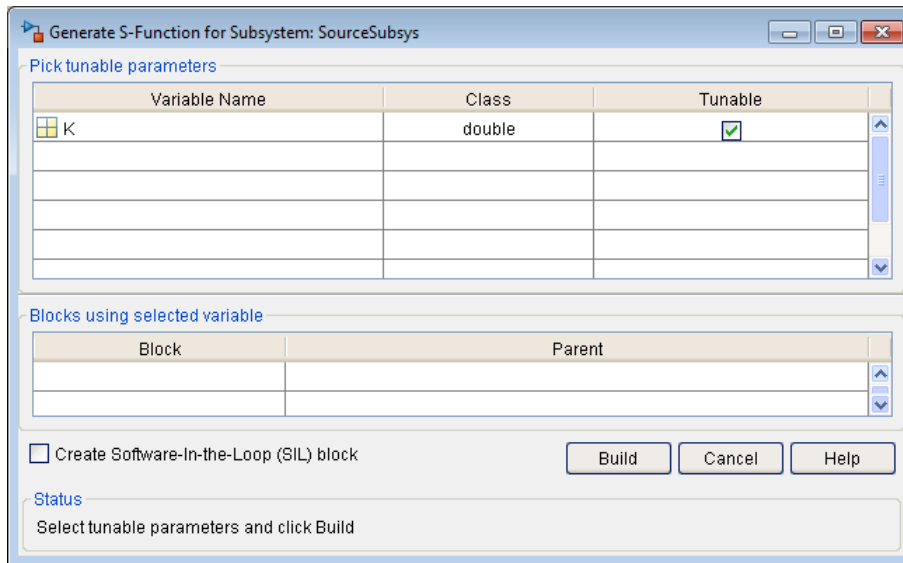 Generate S-Function for Subsystem: SourceSubsys
Pick tunable parameters
Variable Name Class Tunable
K double
Blocks using selected variable
Block Parent
Create Software-In-the-Loop (SIL) block Build Cancel Help
Status
Select tunable parameters and click Build